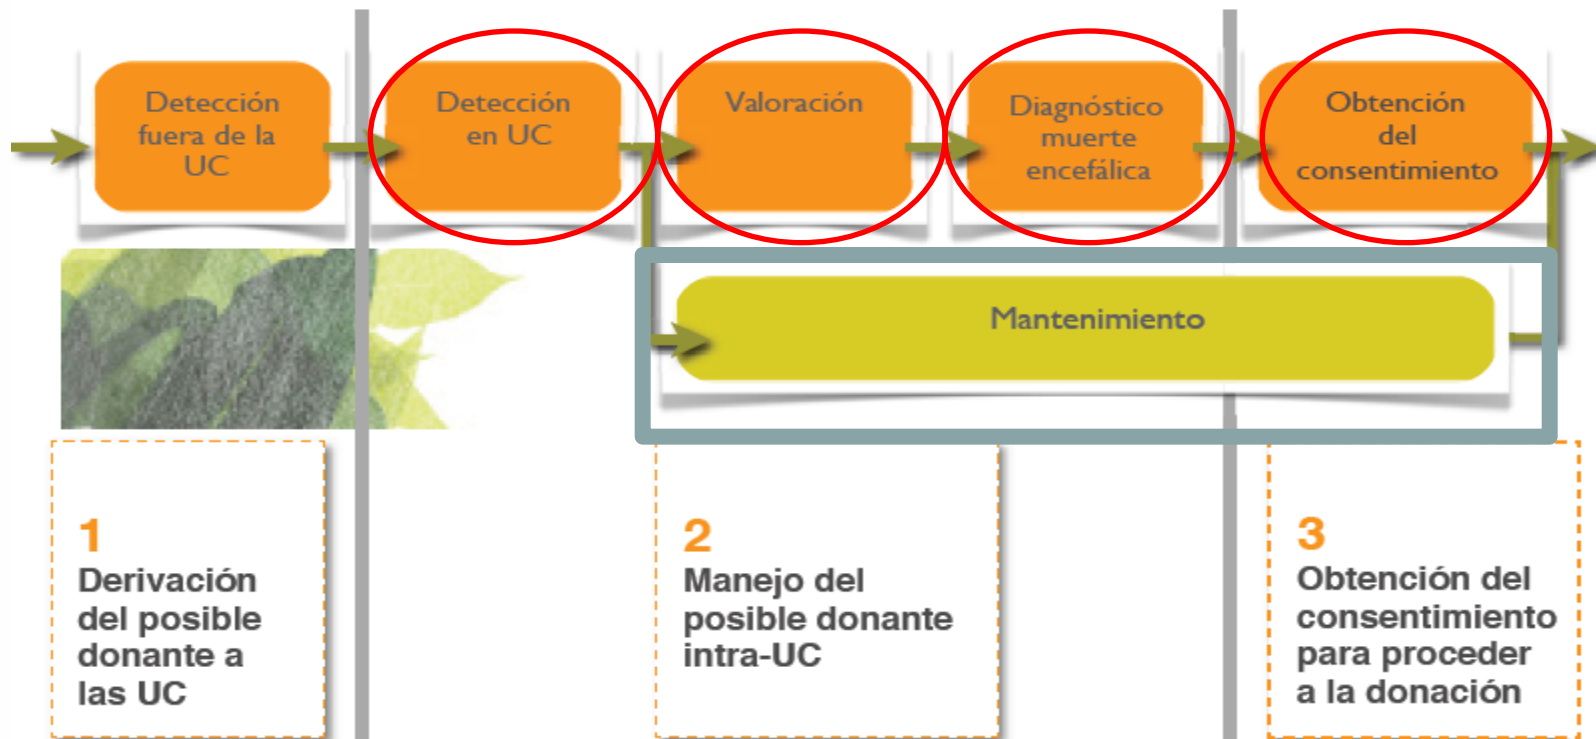 Detección
fuera de la
UC
Detección
en UC
Valoración
Diagnóstico
muerte
encefálica
Obtención
del
consentimiento
Mantenimiento
1
Derivación
del posible
donante a
las UC
2
Manejo del
posible donante
intra-UC
3
Obtención del
consentimiento
para proceder
a la donación